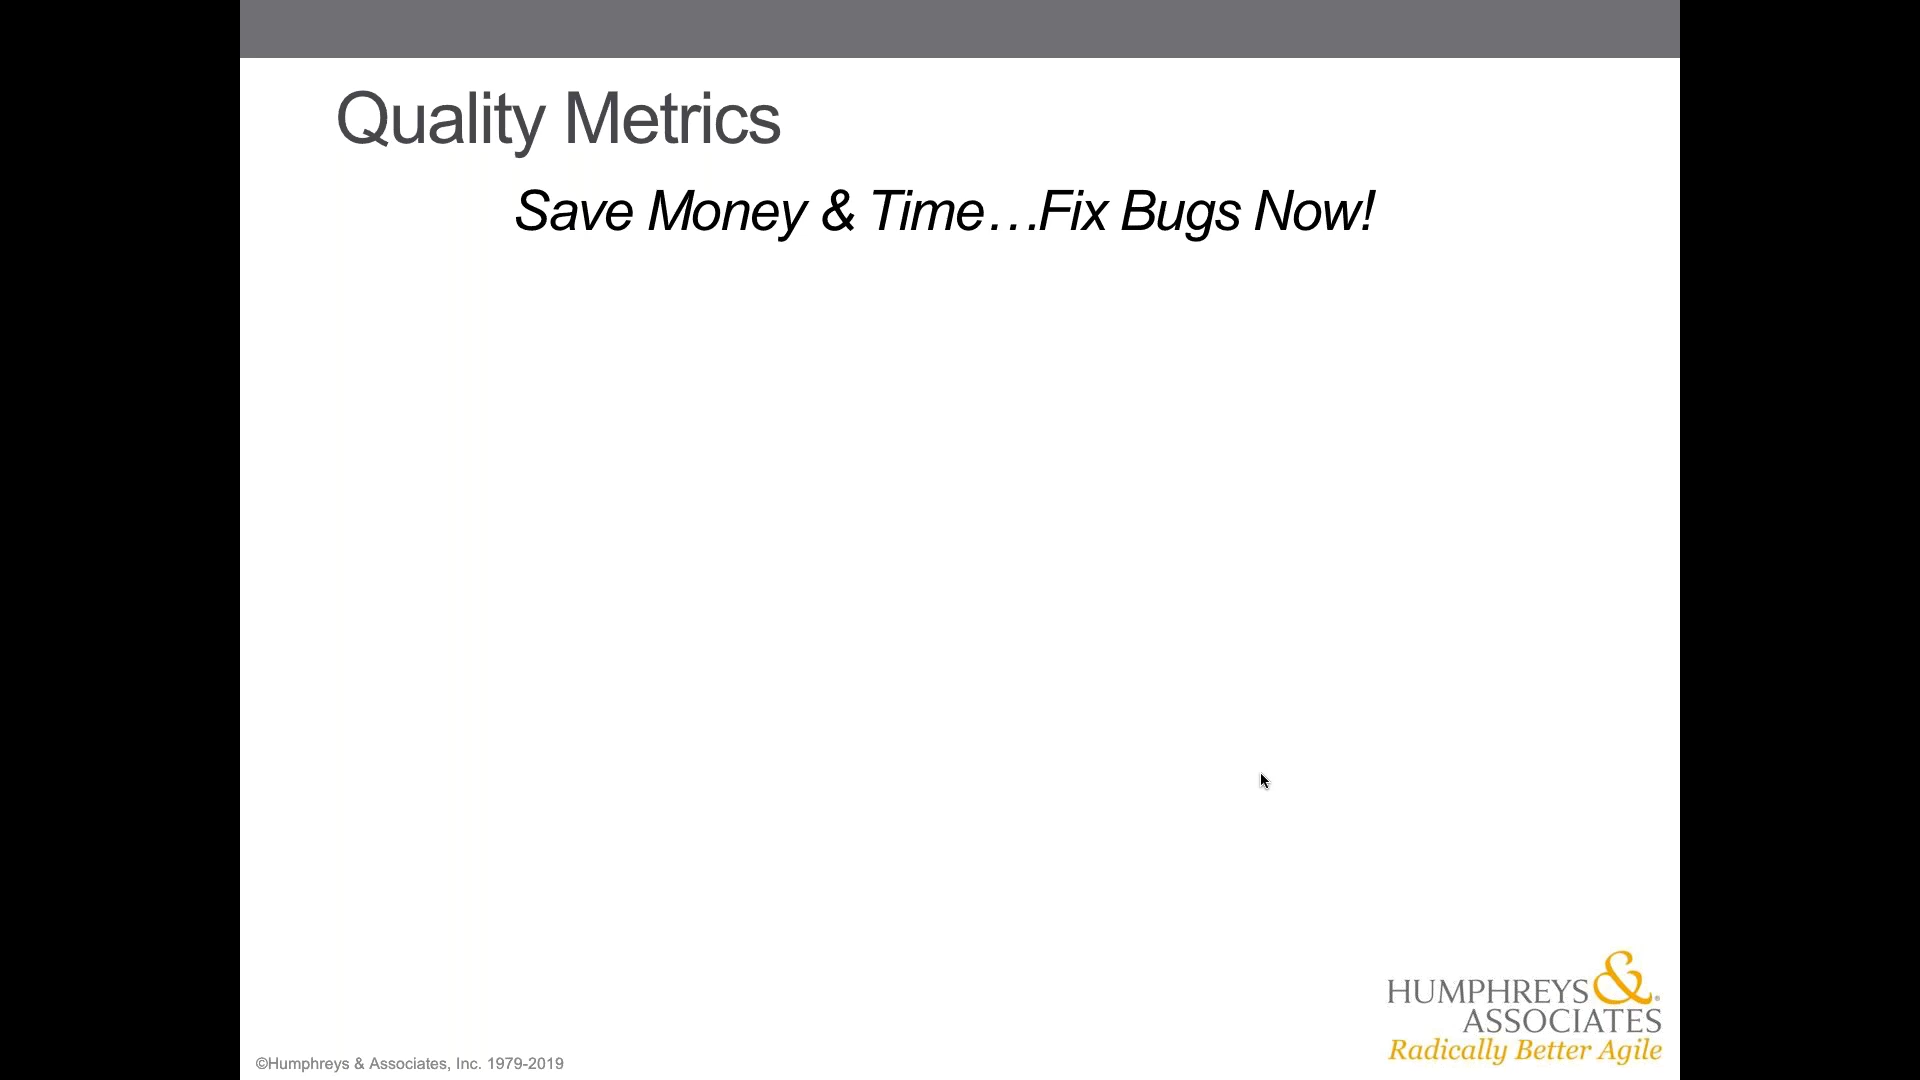 Quality Metrics
Save Money & Time…Fix Bugs Now!
HUMPHREYS &®
ASSOCIATES
Radically Better Agile
©Humphreys & Associates, Inc. 1979-2019